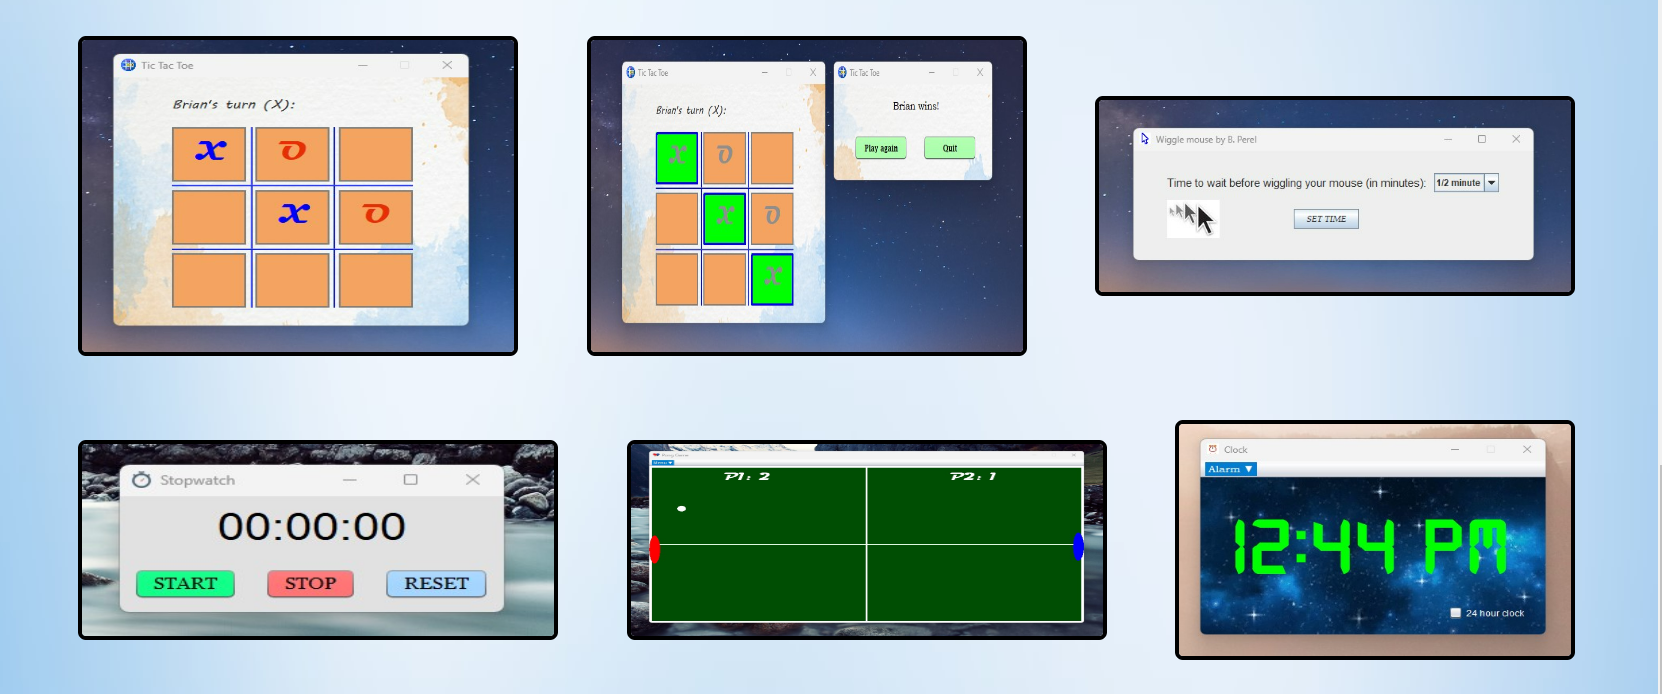 Tic Tac Toe
Brian's turn (X):
X O
X O
Tic Tac Toe
Brian's turn (X):
X O
X O
X
Tic Tac Toe
Brian wins!
Play again Quit
Wiggle mouse by B. Perel
Time to wait before wiggling your mouse (in minutes): 1/2 minute
SET TIME
Stopwatch
00:00:00
START STOP RESET
P1: 2 P2: 1
Clock
Alarm ▼
12:44 PM
24 hour clock